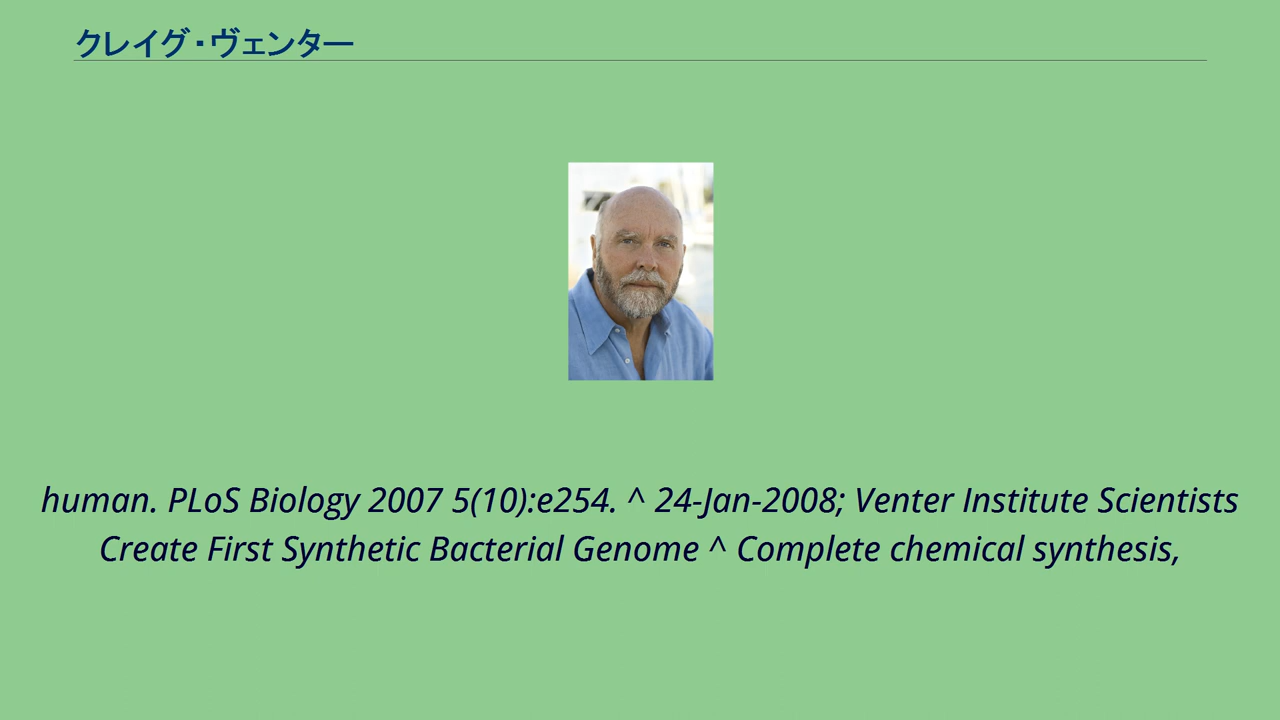 クレイグ・ヴェンター
human. PLoS Biology 2007 5(10):e254. ^ 24-Jan-2008; Venter Institute Scientists
Create First Synthetic Bacterial Genome ^ Complete chemical synthesis,